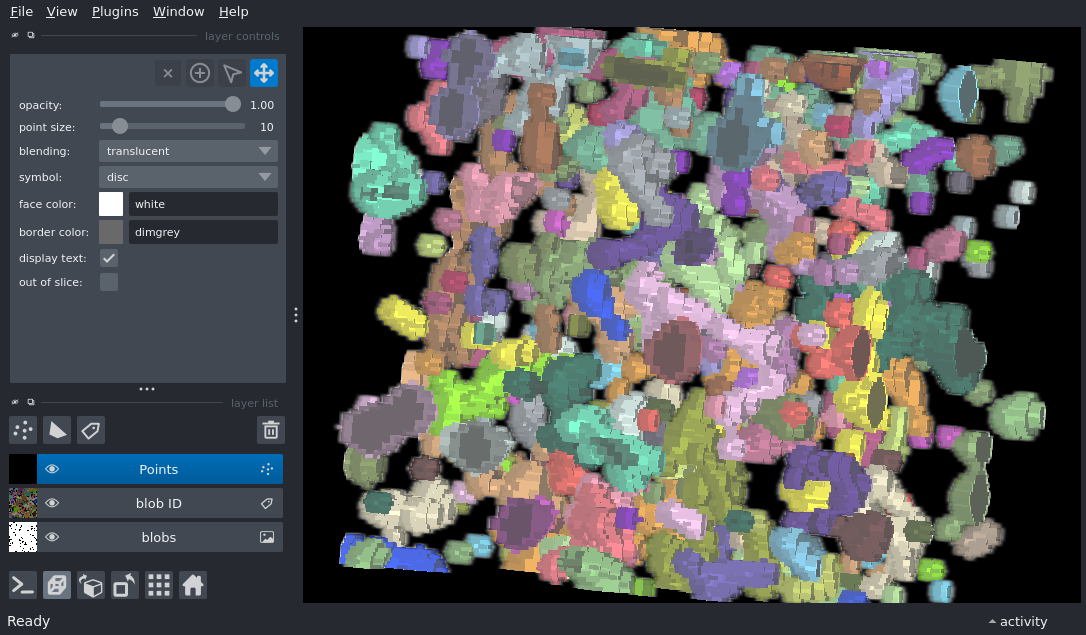 File View Plugins Window Help
layer controls
opacity: 1.00
point size: 10
blending: translucent
symbol: disc
face color: white
border color: dimgrey
display text:
out of slice:
layer list
Points
blob ID
blobs
Ready
activity